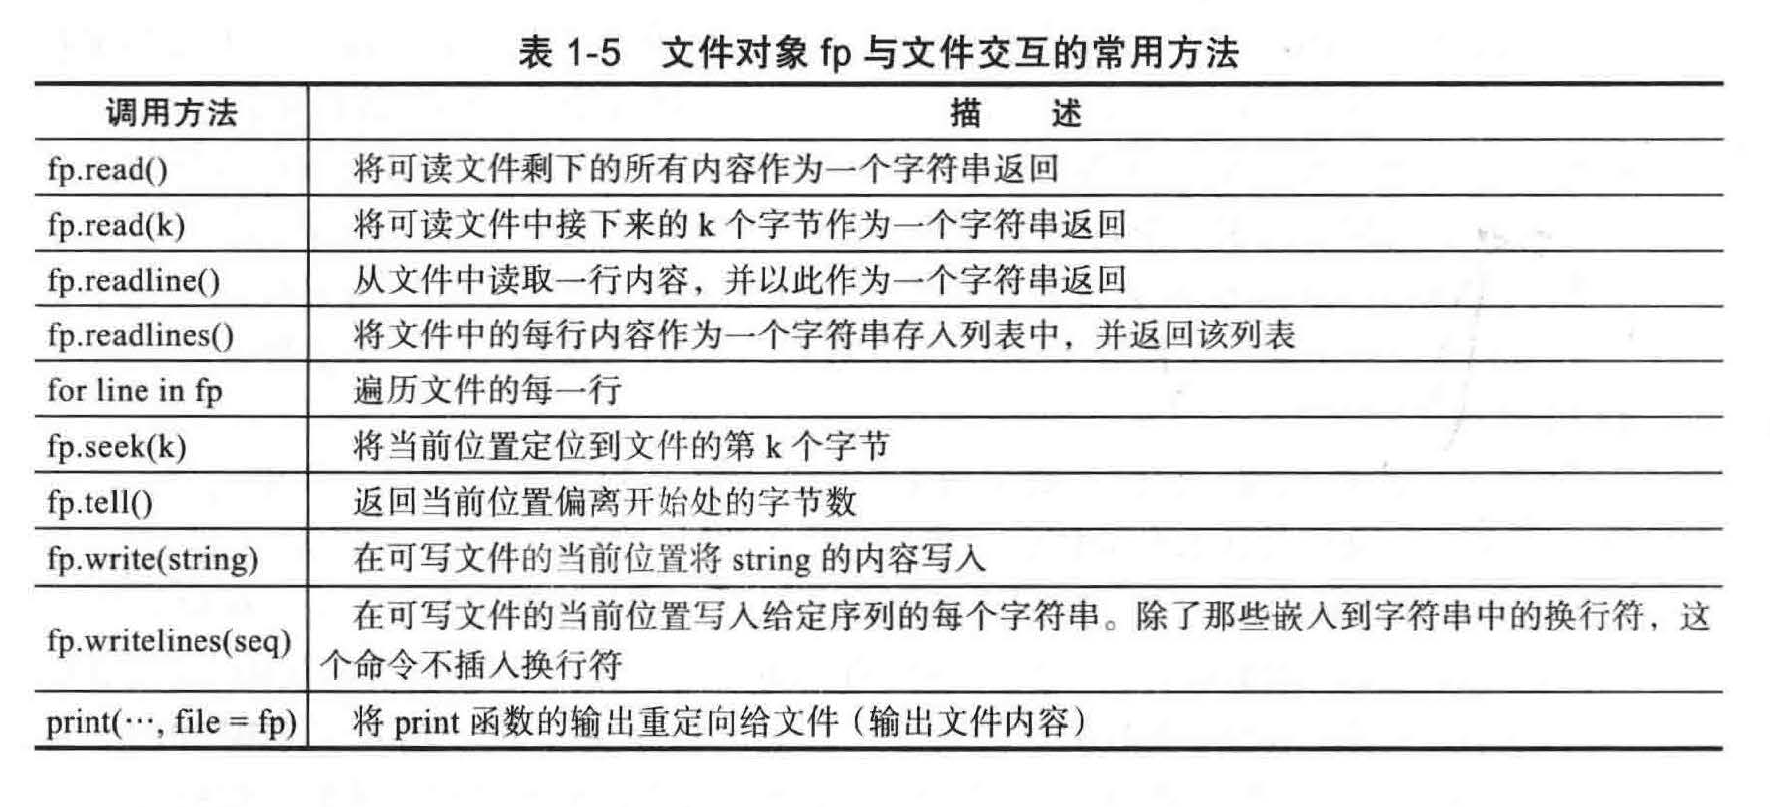 表 1-5 文件对象 fp 与文件交互的常用方法
调用方法 描 述
fp.read() 将可读文件剩下的所有内容作为一个字符串返回
fp.read(k) 将可读文件中接下来的 k 个字节作为一个字符串返回
fp.readline() 从文件中读取一行内容，并以此作为一个字符串返回
fp.readlines() 将文件中的每行内容作为一个字符串存入列表中，并返回该列表
for line in fp 遍历文件的每一行
fp.seek(k) 将当前位置定位到文件的第 k 个字节
fp.tell() 返回当前位置偏离开始处的字节数
fp.write(string) 在可写文件的当前位置将 string 的内容写入
fp.writelines(seq) 在可写文件的当前位置写入给定序列的每个字符串。除了那些嵌入到字符串中的换行符，这
个命令不插入换行符
print(…, file = fp) 将 print 函数的输出重定向给文件（输出文件内容）